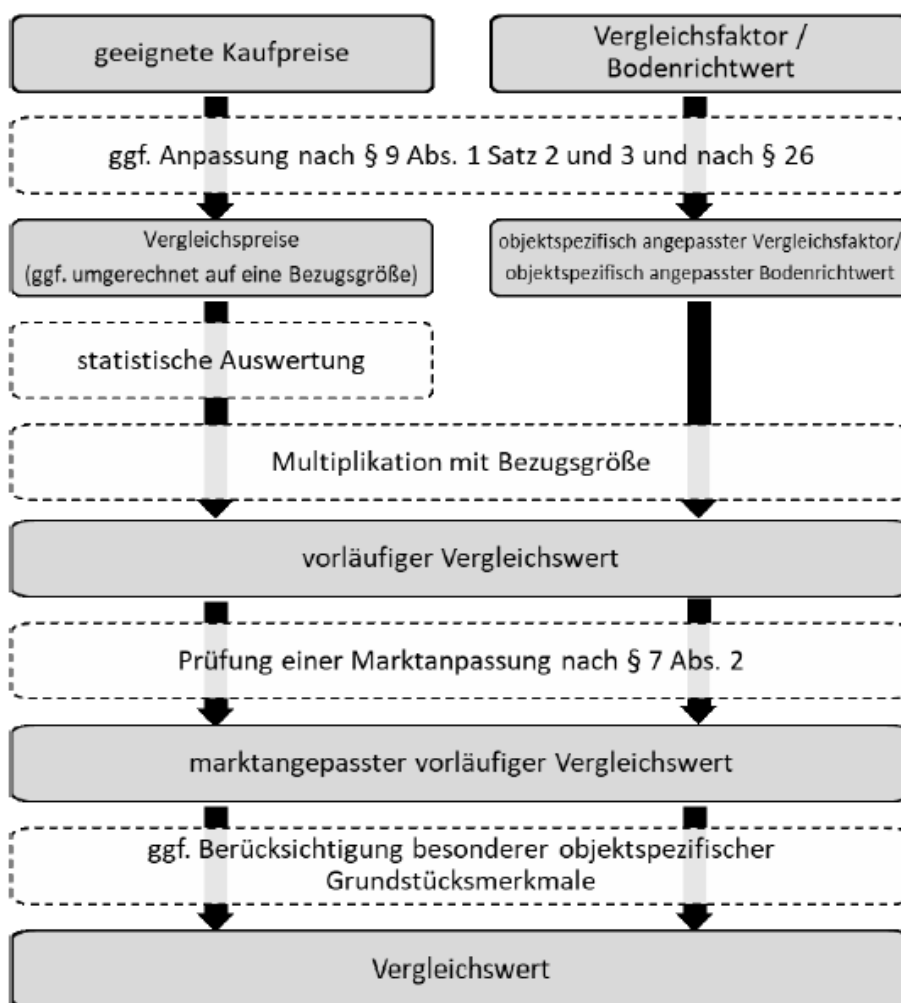 geeignete Kaufpreise
Vergleichsfaktor /
Bodenrichtwert
ggf. Anpassung nach § 9 Abs. 1 Satz 2 und 3 und nach § 26
Vergleichspreise
(ggf. umgerechnet auf eine Bezugsgröße)
objektspezifisch angepasster Vergleichsfaktor/
objektspezifisch angepasster Bodenrichtwert
statistische Auswertung
Multiplikation mit Bezugsgröße
vorläufiger Vergleichswert
Prüfung einer Marktanpassung nach § 7 Abs. 2
marktangepasster vorläufiger Vergleichswert
ggf. Berücksichtigung besonderer objektspezifischer
Grundstücksmerkmale
Vergleichswert